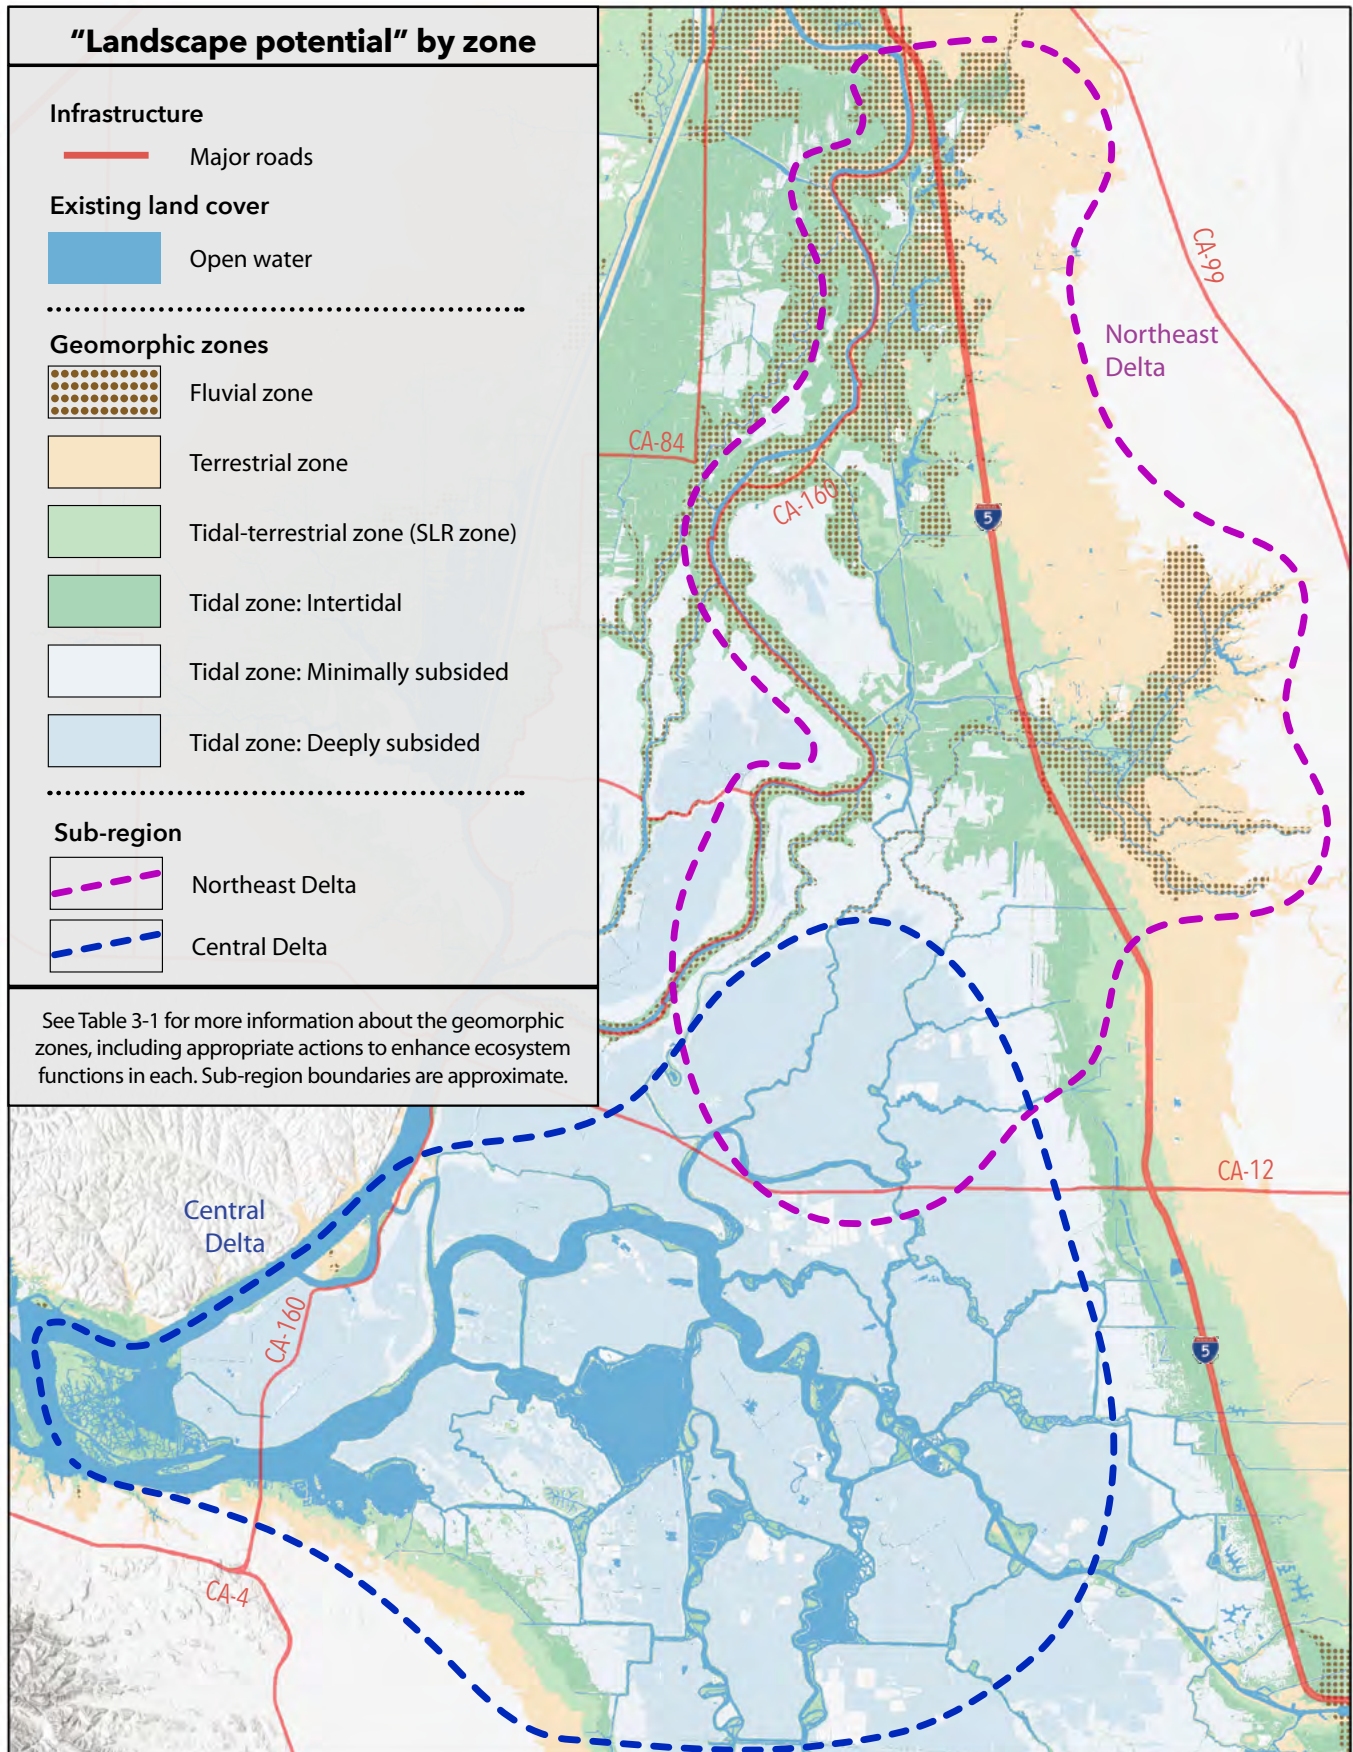 “Landscape potential” by zone
Infrastructure
Major roads
Existing land cover
Open water
Geomorphic zones
Fluvial zone
Terrestrial zone
Tidal-terrestrial zone (SLR zone)
Tidal zone: Intertidal
Tidal zone: Minimally subsided
Tidal zone: Deeply subsided
Sub-region
Northeast Delta
Central Delta
See Table 3-1 for more information about the geomorphic
zones, including appropriate actions to enhance ecosystem
functions in each. Sub-region boundaries are approximate.
CA-99
Northeast
Delta
CA-84
CA-160
5
CA-12
Central
Delta
CA-160
5
CA-4